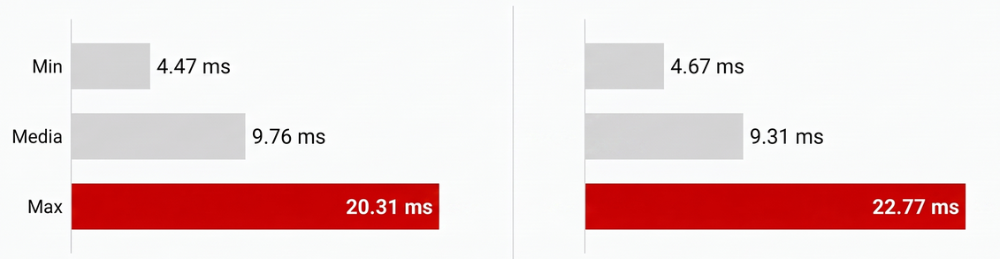 Min 4.47 ms 4.67 ms
Media 9.76 ms 9.31 ms
Max 20.31 ms 22.77 ms